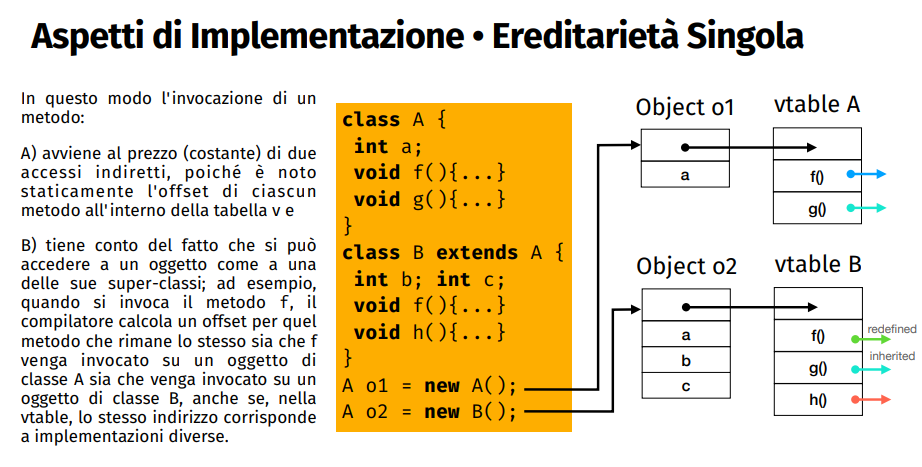 Aspetti di Implementazione • Ereditarietà Singola
In questo modo l'invocazione di un
metodo:
A) avviene al prezzo (costante) di due
accessi indiretti, poiché è noto
staticamente l'offset di ciascun
metodo all'interno della tabella v e
B) tiene conto del fatto che si può
accedere a un oggetto come a una
delle sue super-classi; ad esempio,
quando si invoca il metodo f, il
compilatore calcola un offset per quel
metodo che rimane lo stesso sia che f
venga invocato su un oggetto di
classe A sia che venga invocato su un
oggetto di classe B, anche se, nella
vtable, lo stesso indirizzo corrisponde
a implementazioni diverse.
class A {
int a;
void f(){...}
void g(){...}
}
class B extends A {
int b; int c;
void f(){...}
void h(){...}
}
A o1 = new A();
A o2 = new B();
Object o1
a
vtable A
f()
g()
Object o2
a
b
c
vtable B
f()
redefined
g()
inherited
h()